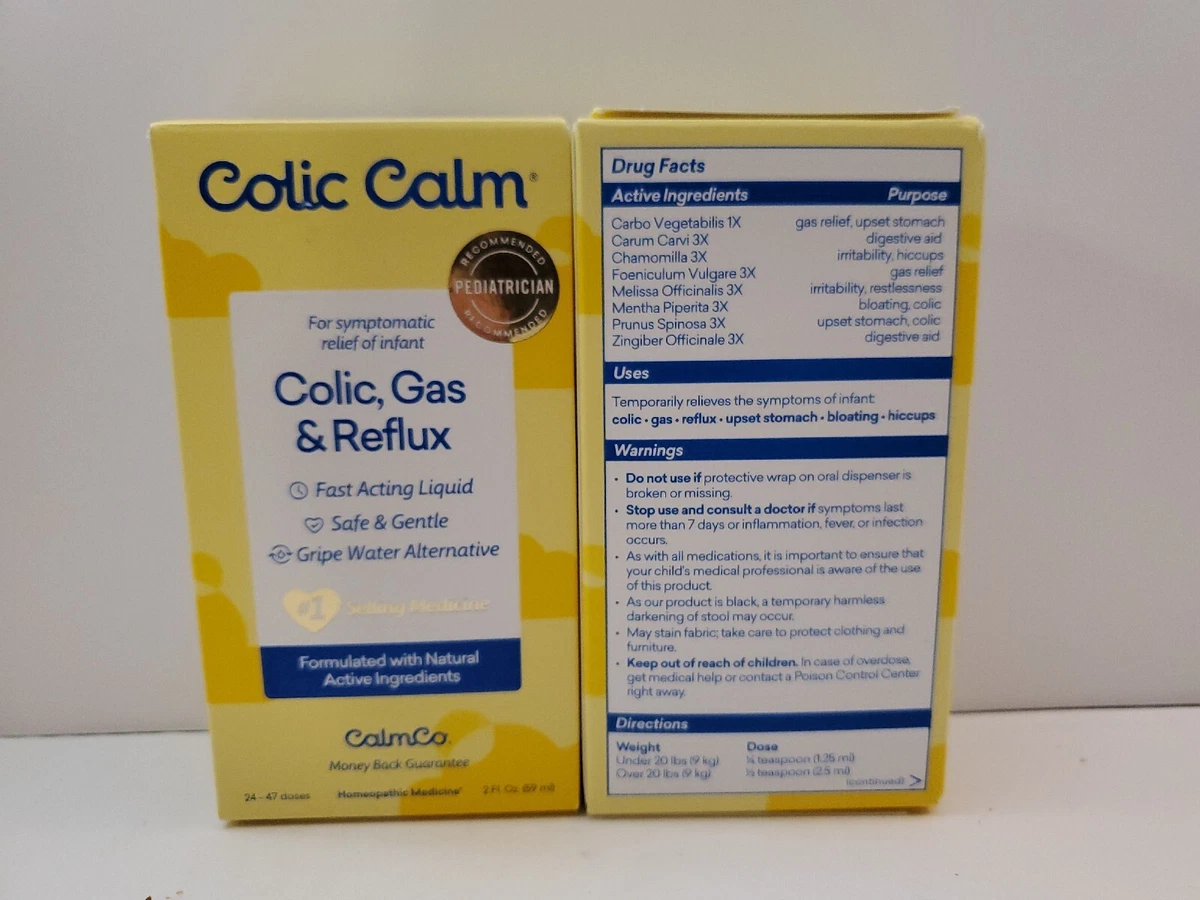 Colic Calm®
RECOMMENDED
PEDIATRICIAN
RECOMMENDED
For symptomatic
relief of infant
Colic, Gas
& Reflux
Fast Acting Liquid
Safe & Gentle
Gripe Water Alternative
#1 Selling Medicine
Formulated with Natural
Active Ingredients
CalmCo.
Money Back Guarantee
24 – 47 doses Homeopathic Medicine 2 Fl. Oz. (59 ml)
Drug Facts
Active Ingredients Purpose
Carbo Vegetabilis 1X gas relief, upset stomach
Carum Carvi 3X digestive aid
Chamomilla 3X irritability, hiccups
Foeniculum Vulgare 3X gas relief
Melissa Officinalis 3X irritability, restlessness
Mentha Piperita 3X bloating, colic
Prunus Spinosa 3X upset stomach, colic
Zingiber Officinale 3X digestive aid
Uses
Temporarily relieves the symptoms of infant:
colic • gas • reflux • upset stomach • bloating • hiccups
Warnings
• Do not use if protective wrap on oral dispenser is
broken or missing.
• Stop use and consult a doctor if symptoms last
more than 7 days or inflammation, fever, or infection
occurs.
• As with all medications, it is important to ensure that
your child's medical professional is aware of the use
of this product.
• As our product is black, a temporary harmless
darkening of stool may occur.
• May stain fabric; take care to protect clothing and
furniture.
• Keep out of reach of children. In case of overdose,
get medical help or contact a Poison Control Center
right away.
Directions
Weight Dose
Under 20 lbs (9 kg) ¼ teaspoon (1.25 ml)
Over 20 lbs (9 kg) ½ teaspoon (2.5 ml)
(continued) >